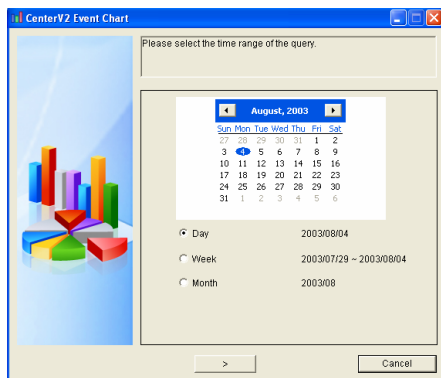 CenterV2 Event Chart
Please select the time range of the query.
August, 2003
Sun Mon Tue Wed Thu Fri Sat
27 28 29 30 31 1 2
3 4 5 6 7 8 9
10 11 12 13 14 15 16
17 18 19 20 21 22 23
24 25 26 27 28 29 30
31 1 2 3 4 5 6
Day 2003/08/04
Week 2003/07/29 ~ 2003/08/04
Month 2003/08
> Cancel